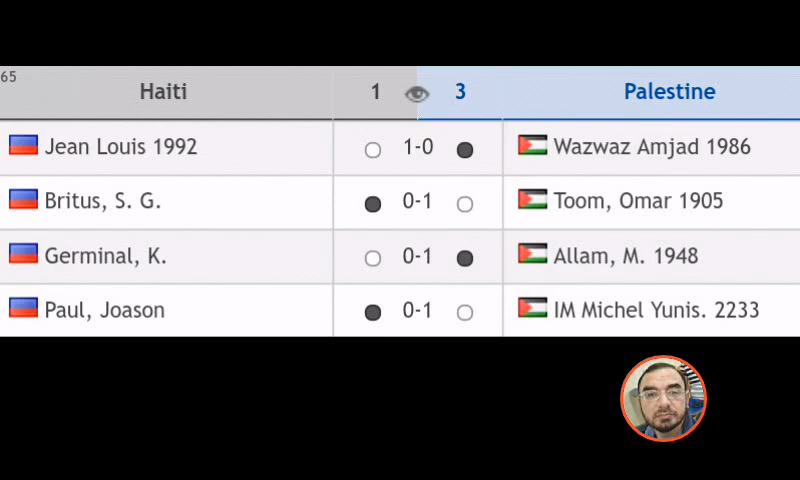 65
Haiti 1 3 Palestine
Jean Louis 1992 1-0 Wazwaz Amjad 1986
Britus, S. G. 0-1 Toom, Omar 1905
Germinal, K. 0-1 Allam, M. 1948
Paul, Joason 0-1 IM Michel Yunis. 2233